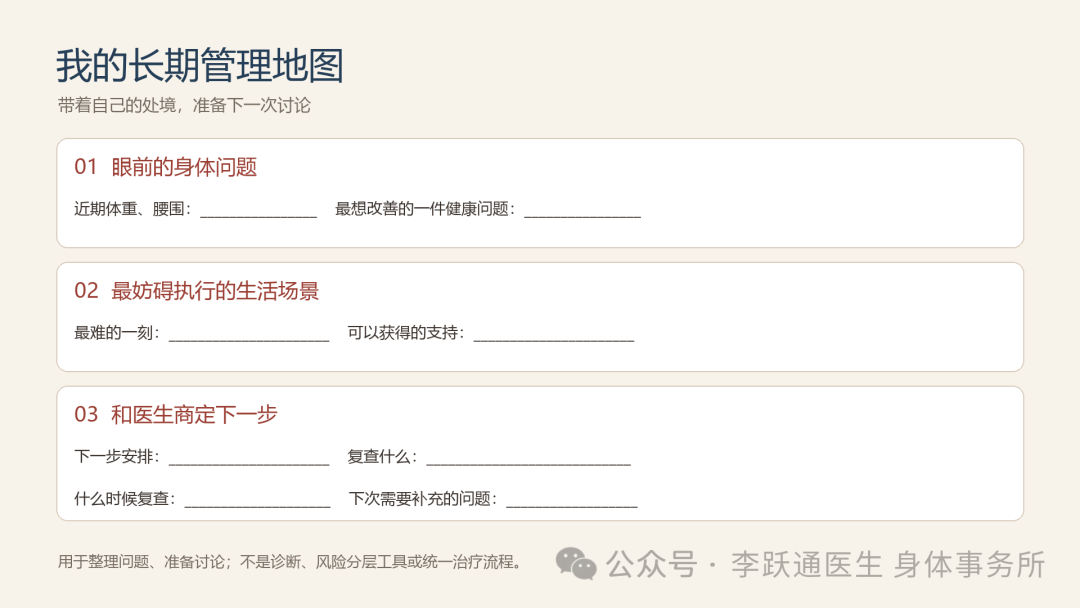 我的长期管理地图
带着自己的处境，准备下一次讨论
01 眼前的身体问题
近期体重、腰围：________________ 最想改善的一件健康问题：________________
02 最妨碍执行的生活场景
最难的一刻：______________________ 可以获得的支持：______________________
03 和医生商定下一步
下一步安排：______________________ 复查什么：____________________________
什么时候复查：____________________ 下次需要补充的问题：__________________
用于整理问题、准备讨论；不是诊断、风险分层工具或统一治疗流程。
公众号 · 李跃通医生 身体事务所